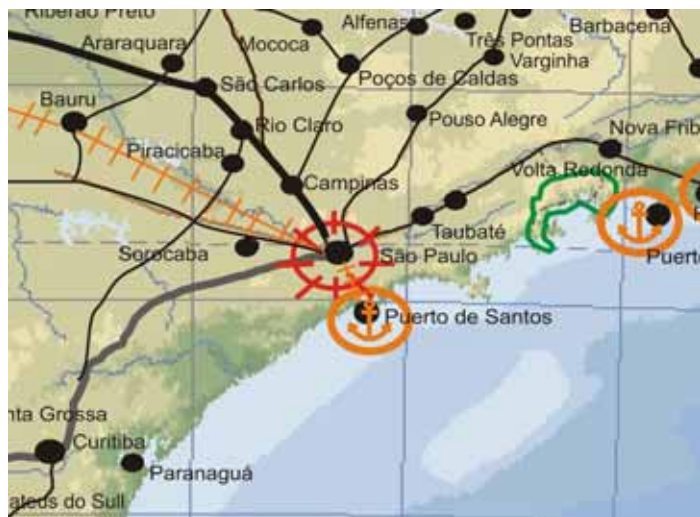 Ribeirão Preto
Alfenas
Barbacena
Araraquara
Mococa
Três Pontas
Varginha
São Carlos
Poços de Caldas
Bauru
Rio Claro
Pouso Alegre
Nova Frib
Piracicaba
Volta Redonda
Campinas
Taubaté
Sorocaba
São Paulo
Puerto
Puerto de Santos
nta Grossa
Curitiba
Paranaguá
ateus do Sull